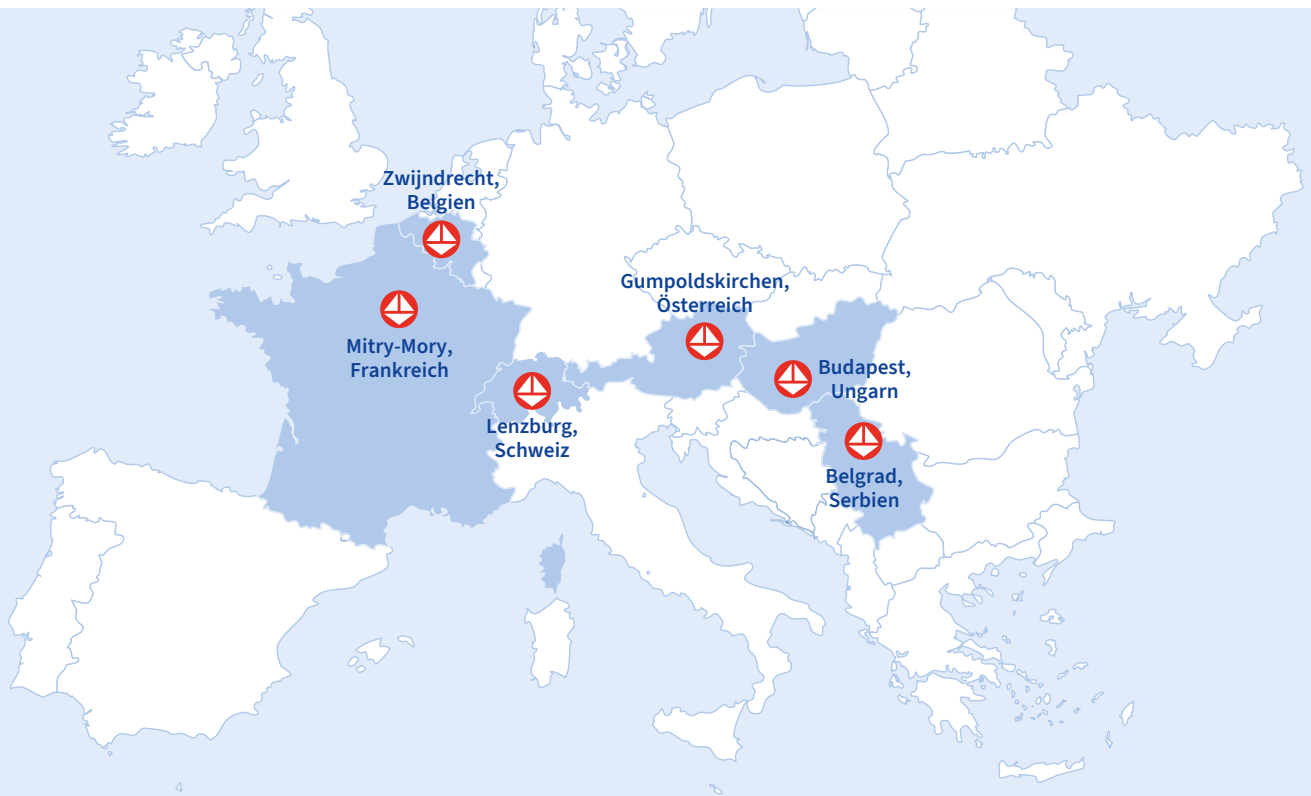 Zwijndrecht,
Belgien
Gumpoldskirchen,
Österreich
Mitry-Mory,
Frankreich
Budapest,
Ungarn
Lenzburg,
Schweiz
Belgrad,
Serbien